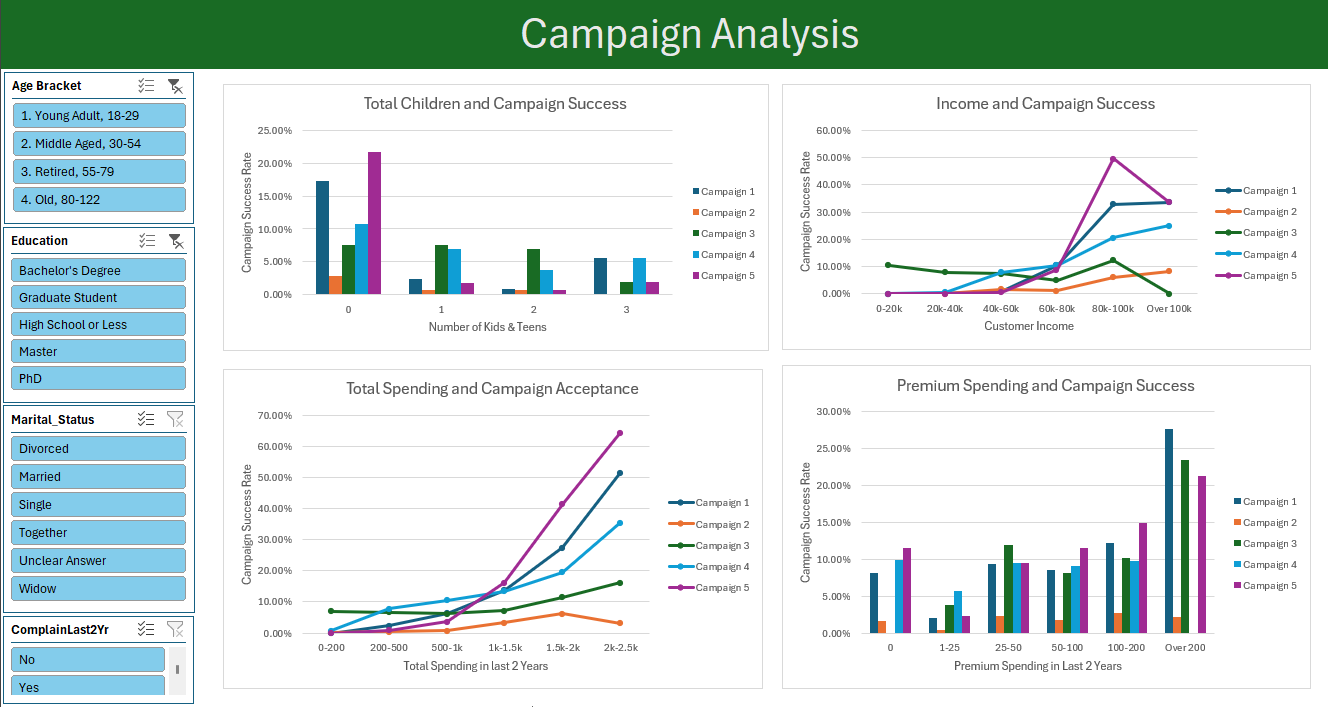 Campaign Analysis
Age Bracket
1. Young Adult, 18-29
2. Middle Aged, 30-54
3. Retired, 55-79
4. Old, 80-122
Education
Bachelor's Degree
Graduate Student
High School or Less
Master
PhD
Marital_Status
Divorced
Married
Single
Together
Unclear Answer
Widow
ComplainLast2Yr
No
Yes
Total Children and Campaign Success
Campaign Success Rate
25.00%
20.00%
15.00%
10.00%
5.00%
0.00%
0 1 2 3
Number of Kids & Teens
Campaign 1
Campaign 2
Campaign 3
Campaign 4
Campaign 5
Income and Campaign Success
Campaign Success Rate
60.00%
50.00%
40.00%
30.00%
20.00%
10.00%
0.00%
0-20k 20k-40k 40k-60k 60k-80k 80k-100k Over 100k
Customer Income
Campaign 1
Campaign 2
Campaign 3
Campaign 4
Campaign 5
Total Spending and Campaign Acceptance
Campaign Success Rate
70.00%
60.00%
50.00%
40.00%
30.00%
20.00%
10.00%
0.00%
0-200 200-500 500-1k 1k-1.5k 1.5k-2k 2k-2.5k
Total Spending in last 2 Years
Campaign 1
Campaign 2
Campaign 3
Campaign 4
Campaign 5
Premium Spending and Campaign Success
Campaign Success Rate
30.00%
25.00%
20.00%
15.00%
10.00%
5.00%
0.00%
0 1-25 25-50 50-100 100-200 Over 200
Premium Spending in Last 2 Years
Campaign 1
Campaign 2
Campaign 3
Campaign 4
Campaign 5